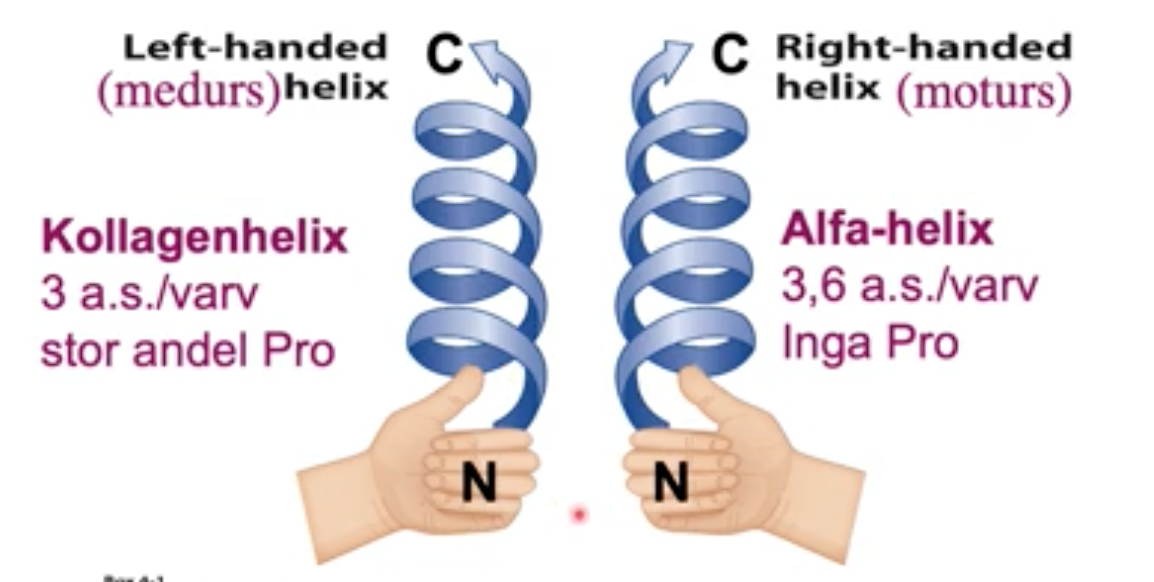 Left-handed
(medurs)helix
C
C
Right-handed
helix (moturs)
Kollagenhelix
3 a.s./varv
stor andel Pro
Alfa-helix
3,6 a.s./varv
Inga Pro
N
N